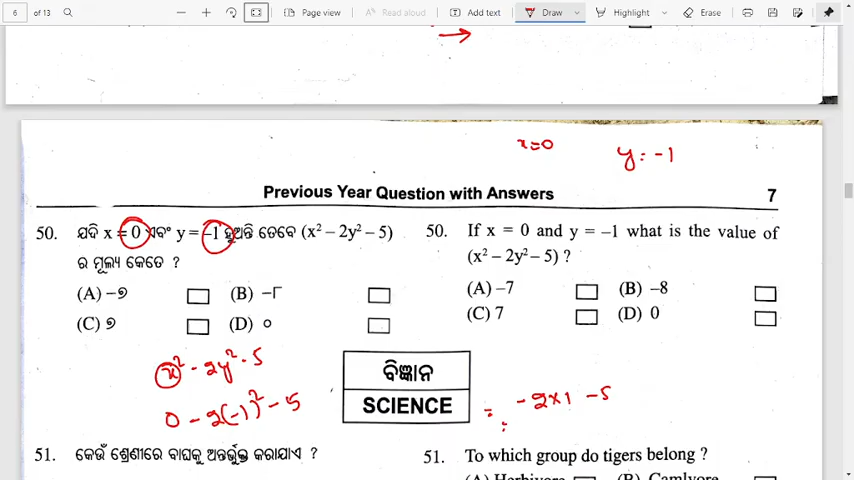 6 of 13
Page view
Read aloud
Add text
Draw
Highlight
Erase
x=0
y = -1
Previous Year Question with Answers
7
50. ଯଦି x = 0 ଏବଂ y = –1 ହୁଅନ୍ତି ତେବେ (x² – 2y² – 5)
ର ମୂଲ୍ୟ କେତେ ?
(A) –୭ (B) –୮
(C) ୭ (D) ୦
50. If x = 0 and y = –1 what is the value of
(x² – 2y² – 5) ?
(A) –7 (B) –8
(C) 7 (D) 0
x² - 2y² - 5
0 - 2(-1)² - 5
= -2×1 -5
=
ବିଜ୍ଞାନ
SCIENCE
51. କେଉଁ ଶ୍ରେଣୀରେ ବାଘକୁ ଅନ୍ତର୍ଭୁକ୍ତ କରାଯାଏ ?
51. To which group do tigers belong ?
(A) Herbivore (B) Carnivore